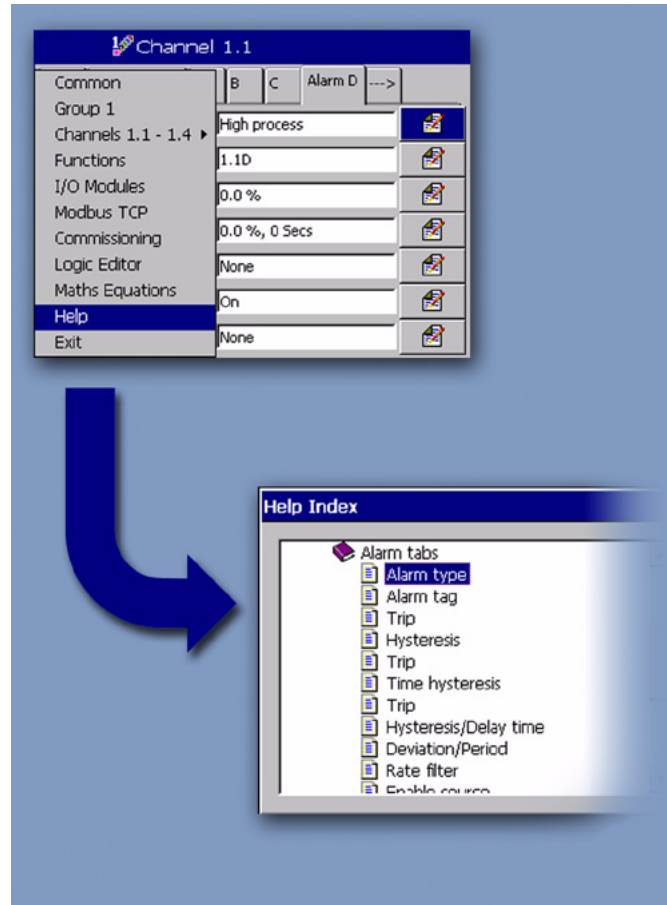 Channel 1.1
B C Alarm D --->
Common
Group 1
Channels 1.1 - 1.4
Functions
I/O Modules
Modbus TCP
Commissioning
Logic Editor
Maths Equations
Help
Exit
High process
1.1D
0.0 %
0.0 %, 0 Secs
None
On
None
Help Index
Alarm tabs
Alarm type
Alarm tag
Trip
Hysteresis
Trip
Time hysteresis
Trip
Hysteresis/Delay time
Deviation/Period
Rate filter
Enable source